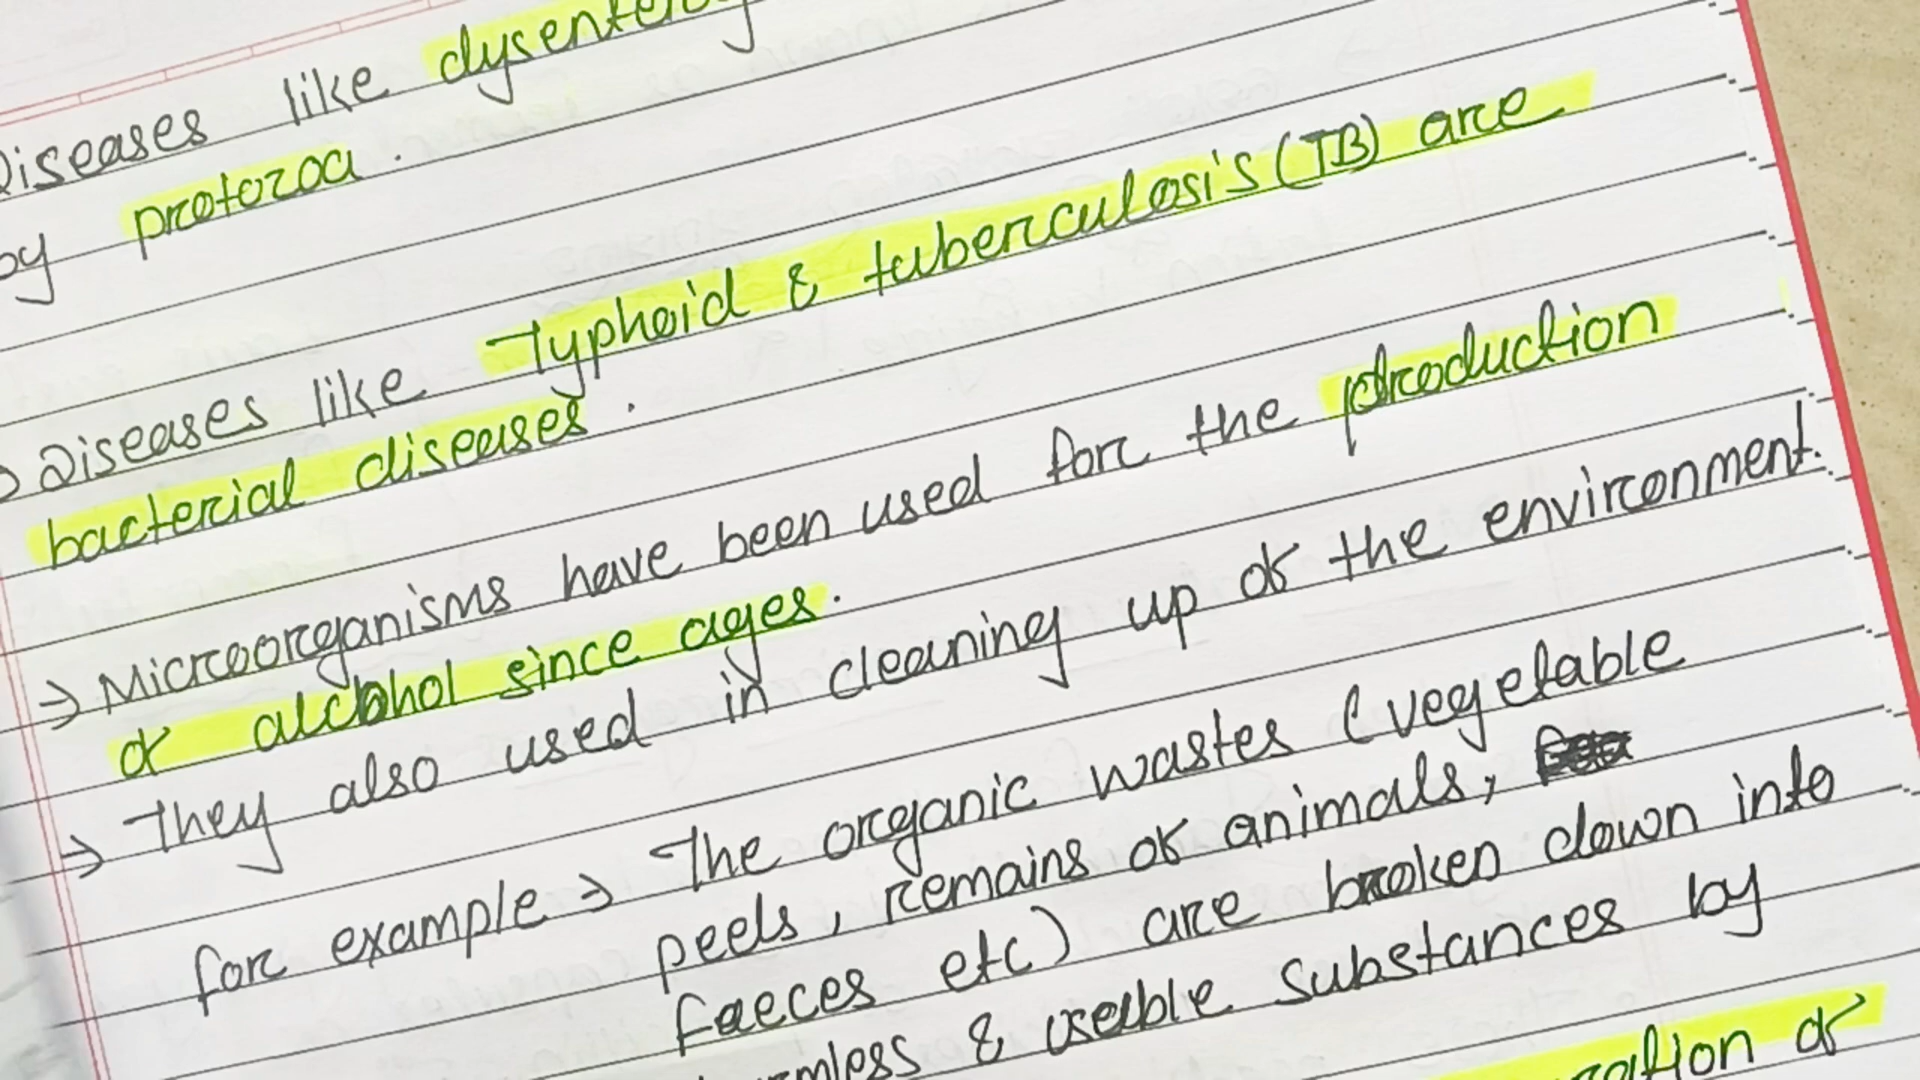 Diseases like dysentery
by protozoa.
Diseases like Typhoid & tuberculosis (TB) are
bacterial diseases.
→ Microorganisms have been used for the production
of alcohol since ages.
→ They also used in cleaning up of the environment.
for example → The organic wastes (vegetable
peels, remains of animals,
faeces etc) are broken down into
& useable substances by
of